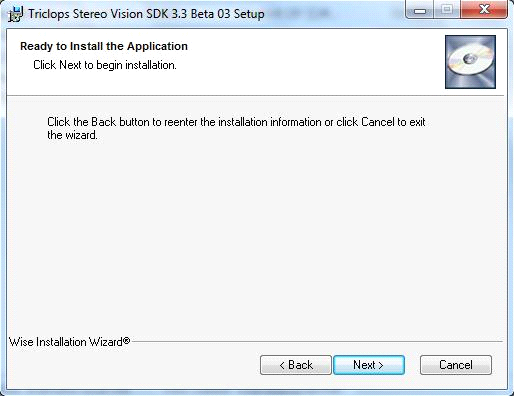 Triclops Stereo Vision SDK 3.3 Beta 03 Setup
Ready to Install the Application
Click Next to begin installation.
Click the Back button to reenter the installation information or click Cancel to exit
the wizard.
Wise Installation Wizard®
< Back
Next >
Cancel